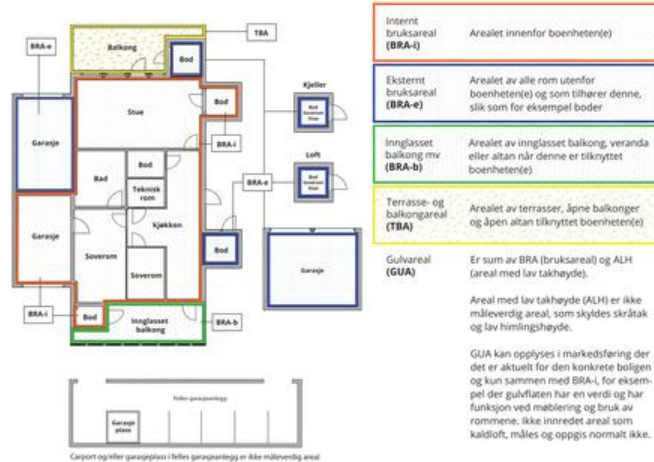 BRA-e
TBA
Balkong
Bod
Kjeller
Stue
Bod
Bod
Garasje
BRA-i
Loft
Bod
Bad
Teknisk
rom
BRA-e
kjøkken
Garasje
Bod
Soverom
Soverom
Garasje
BRA-i
Bod
Innglasset
balkong
BRA-b
Felles garasjeanlegg
Garasje
plass
Carport og/eller garasjeplass i felles garasjeanlegg er ikke måleverdig areal
Internt
bruksareal
(BRA-i)
Arealet innenfor boenheten(e)
Eksternt
bruksareal
(BRA-e)
Arealet av alle rom utenfor
boenheten(e) og som tilhører denne,
slik som for eksempel boder
Innglasset
balkong mv
(BRA-b)
Arealet av innglasset balkong, veranda
eller altan når denne er tilknyttet
boenheten(e)
Terrasse- og
balkongareal
(TBA)
Arealet av terrasser, åpne balkonger
og åpen altan tilknyttet boenheten(e)
Gulvareal
(GUA)
Er sum av BRA (bruksareal) og ALH
(areal med lav takhøyde).
Areal med lav takhøyde (ALH) er ikke
måleverdig areal, som skyldes skråtak
og lav himlingshøyde.
GUA kan opplyses i markedsføring der
det er aktuelt for den konkrete boligen
og kun sammen med BRA-i, for eksem-
pel der gulvflaten har en verdi og har
funksjon ved møblering og bruk av
rommene. Ikke innredet areal som
kaldloft, måles og oppgis normalt ikke.